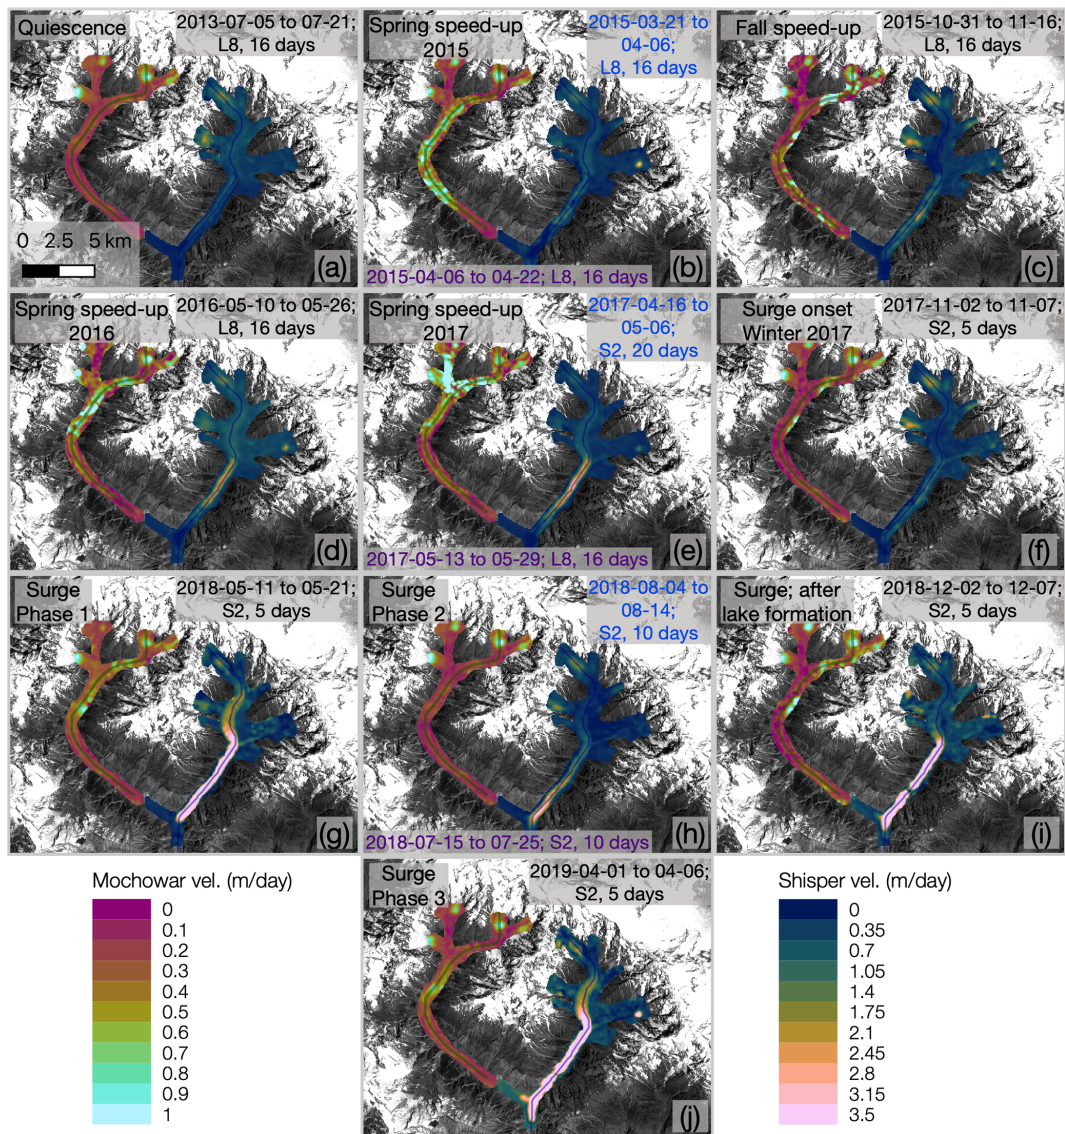 Quiescence
2013-07-05 to 07-21;
L8, 16 days
0 2.5 5 km
(a)
Spring speed-up
2015
2015-03-21 to
04-06;
L8, 16 days
2015-04-06 to 04-22; L8, 16 days
(b)
Fall speed-up
2015-10-31 to 11-16;
L8, 16 days
(c)
Spring speed-up
2016
2016-05-10 to 05-26;
L8, 16 days
(d)
Spring speed-up
2017
2017-04-16 to
05-06;
S2, 20 days
2017-05-13 to 05-29; L8, 16 days
(e)
Surge onset
Winter 2017
2017-11-02 to 11-07;
S2, 5 days
(f)
Surge
Phase 1
2018-05-11 to 05-21;
S2, 5 days
(g)
Surge
Phase 2
2018-08-04 to
08-14;
S2, 10 days
2018-07-15 to 07-25; S2, 10 days
(h)
Surge; after
lake formation
2018-12-02 to 12-07;
S2, 5 days
(i)
Surge
Phase 3
2019-04-01 to 04-06;
S2, 5 days
(j)
Mochowar vel. (m/day)
0
0.1
0.2
0.3
0.4
0.5
0.6
0.7
0.8
0.9
1
Shisper vel. (m/day)
0
0.35
0.7
1.05
1.4
1.75
2.1
2.45
2.8
3.15
3.5